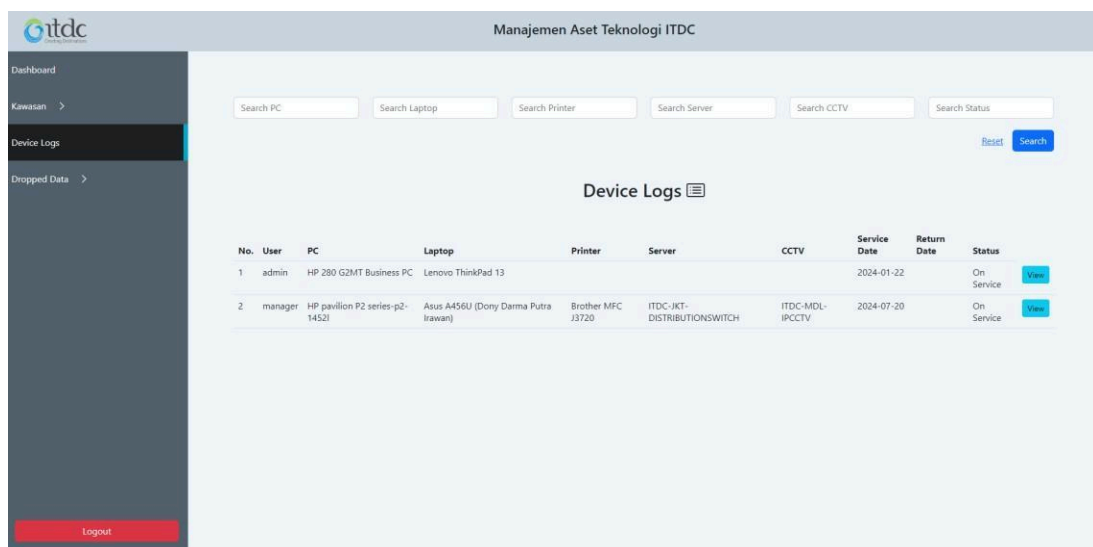 itdc
Manajemen Aset Teknologi ITDC
Dashboard
Kawasan >
Device Logs
Dropped Data >
Logout
Search PC Search Laptop Search Printer Search Server Search CCTV Search Status
Reset Search
Device Logs
No. User PC Laptop Printer Server CCTV Service Date Return Date Status
1 admin HP 280 G2MT Business PC Lenovo ThinkPad 13 2024-01-22 On Service View
2 manager HP pavilion P2 series-p2-1452l Asus A456U (Dony Darma Putra Irawan) Brother MFC J3720 ITDC-JKT-DISTRIBUTIONSWITCH ITDC-MDL-IPCCTV 2024-07-20 On Service View